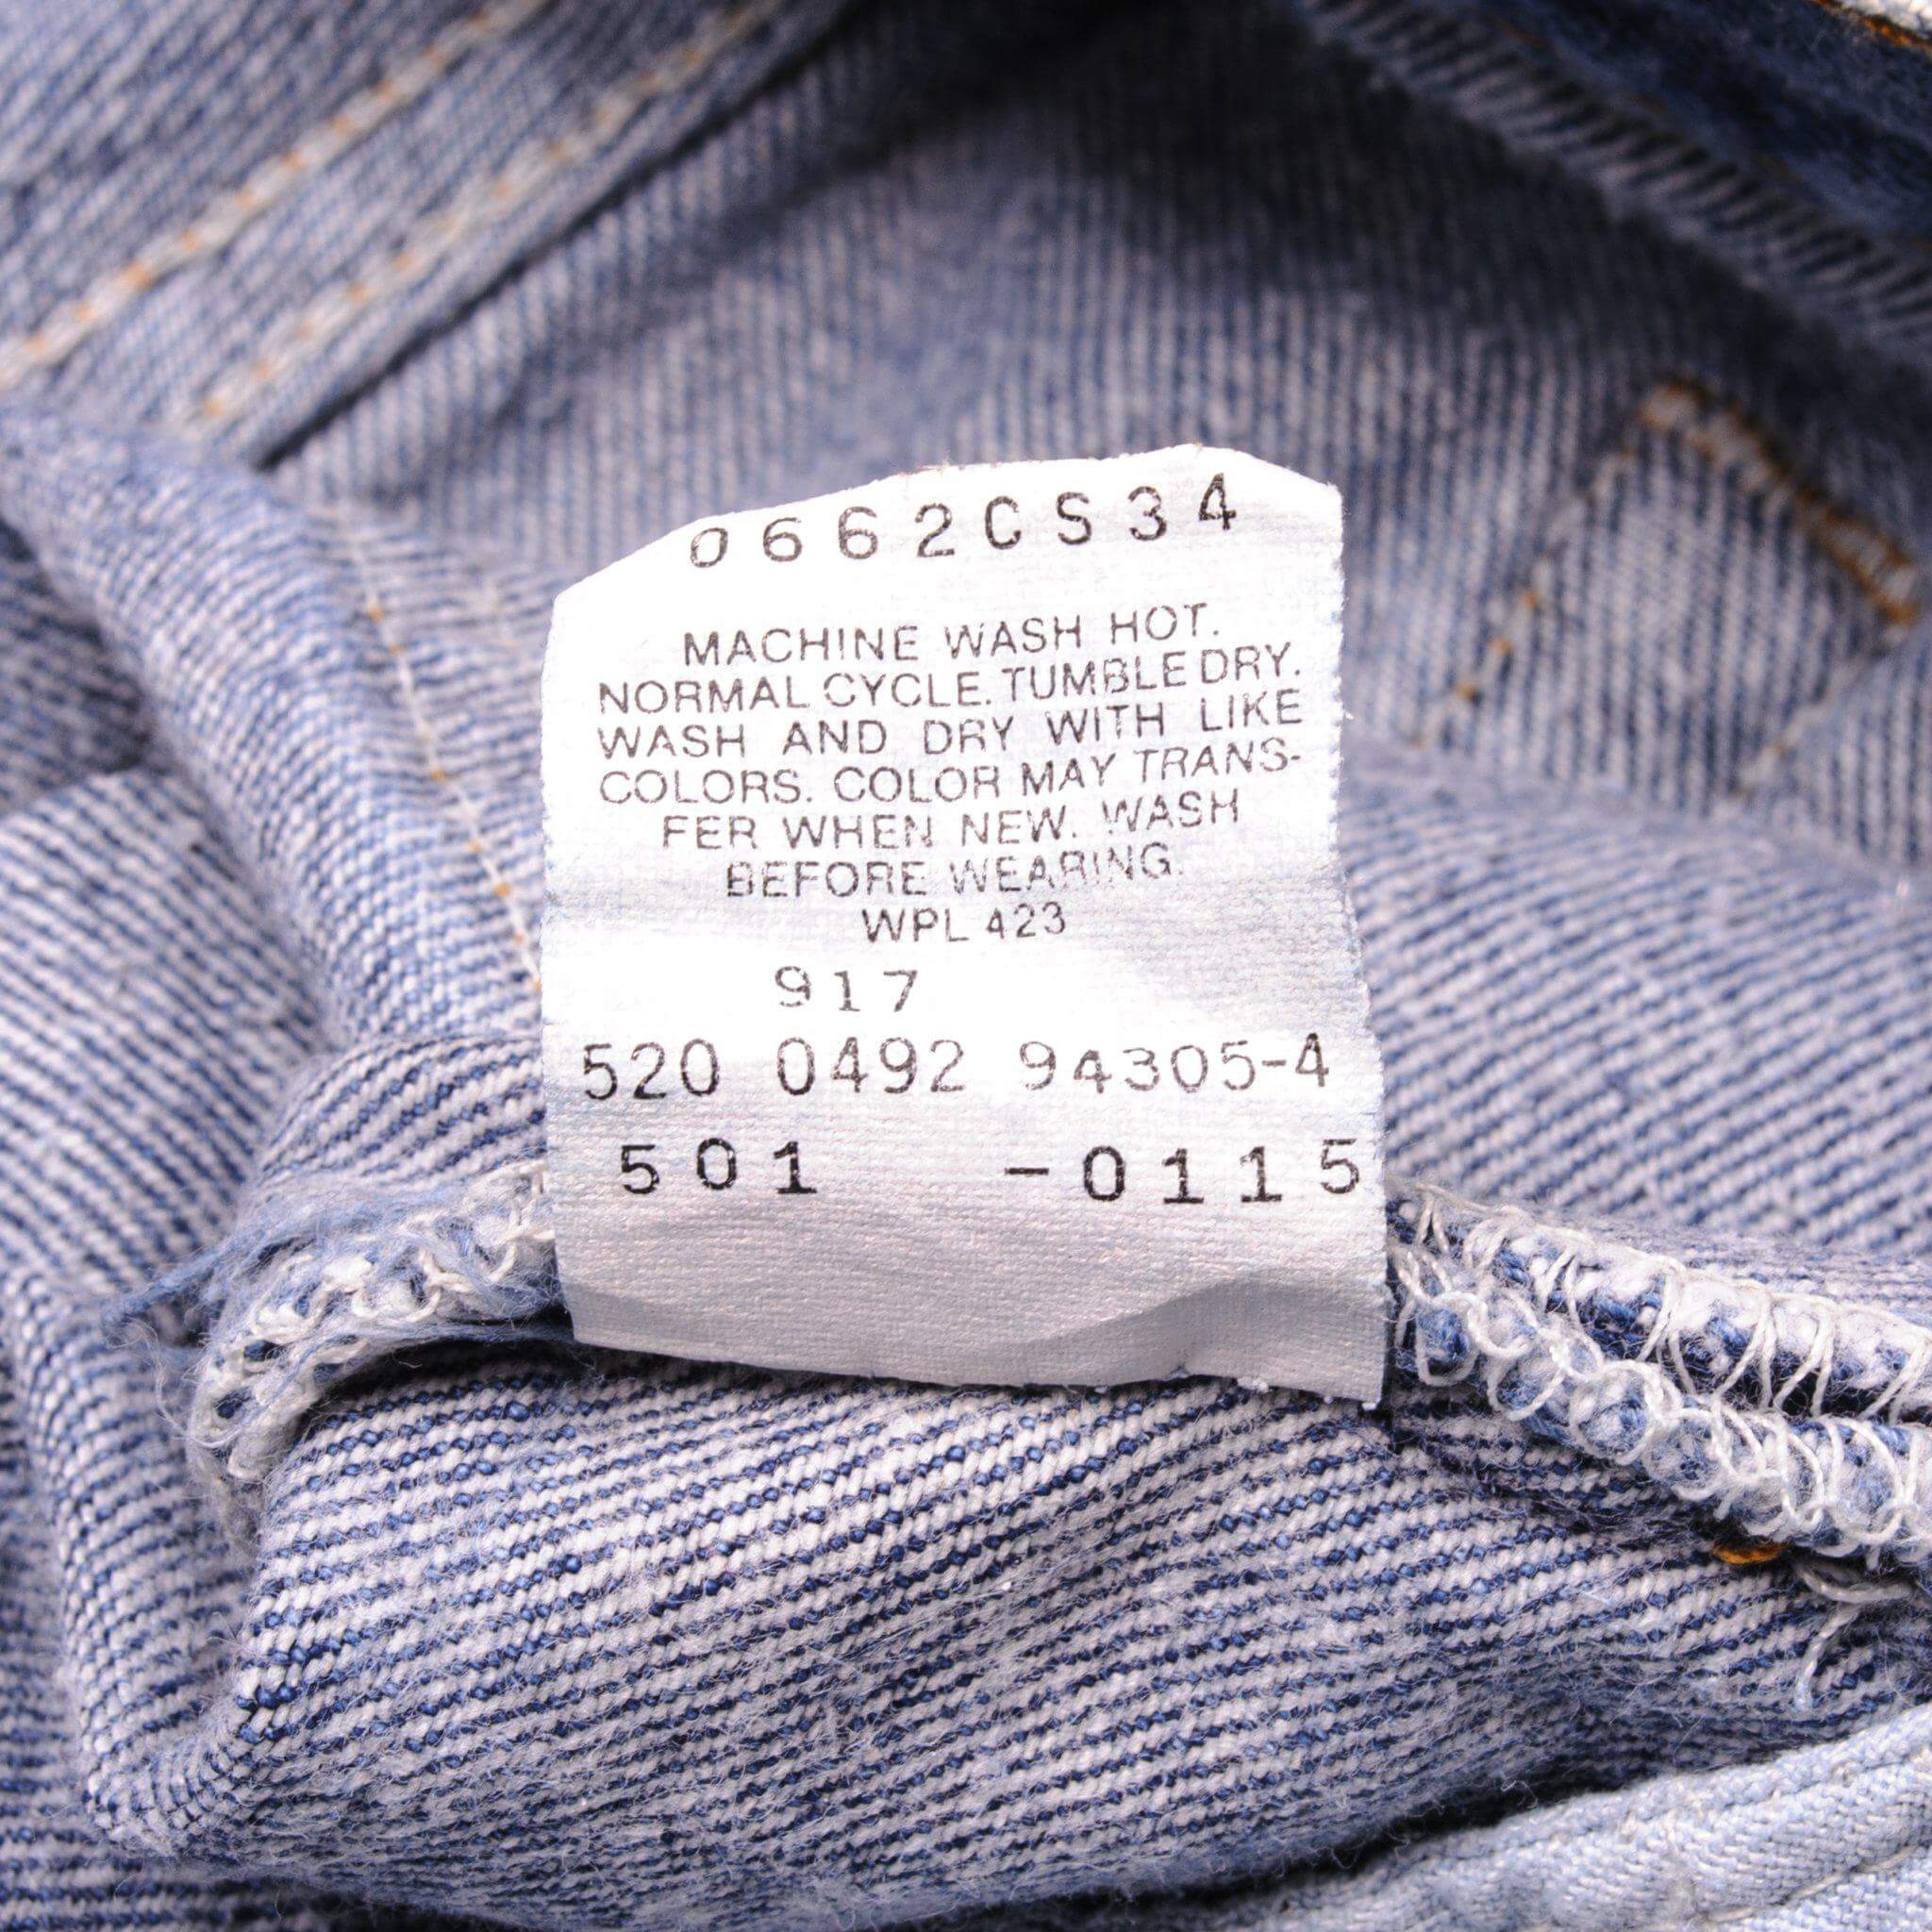 0662CS34
MACHINE WASH HOT.
NORMAL CYCLE. TUMBLE DRY.
WASH AND DRY WITH LIKE
COLORS. COLOR MAY TRANS-
FER WHEN NEW. WASH
BEFORE WEARING.
WPL 423
917
520 0492 94305-4
501 -0115